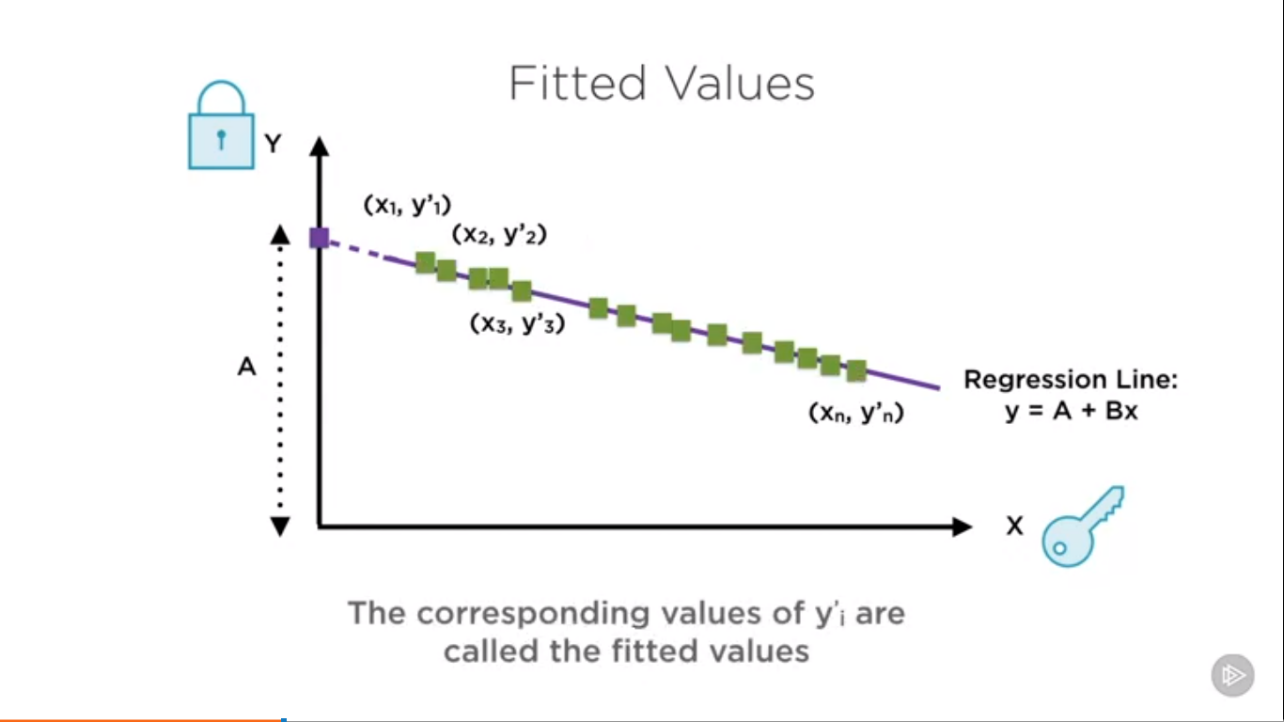 Fitted Values
Y
(x₁, y'₁)
(x₂, y'₂)
(x₃, y'₃)
A
Regression Line:
y = A + Bx
(xₙ, y'ₙ)
X
The corresponding values of y'ᵢ are
called the fitted values